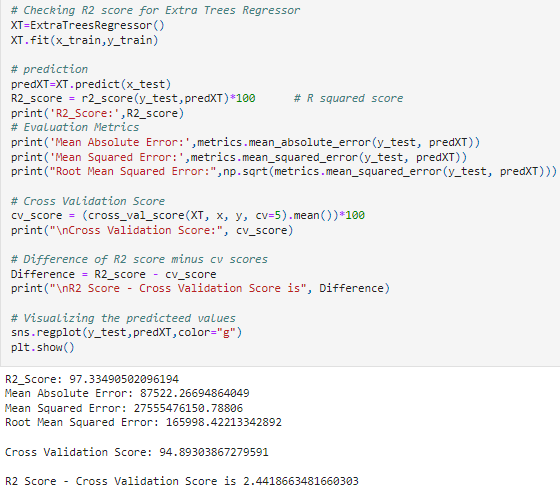 # Checking R2 score for Extra Trees Regressor
XT=ExtraTreesRegressor()
XT.fit(x_train,y_train)
# prediction
predXT=XT.predict(x_test)
R2_score = r2_score(y_test,predXT)*100     # R squared score
print('R2_Score:',R2_score)
# Evaluation Metrics
print('Mean Absolute Error:',metrics.mean_absolute_error(y_test, predXT))
print('Mean Squared Error:',metrics.mean_squared_error(y_test, predXT))
print("Root Mean Squared Error:",np.sqrt(metrics.mean_squared_error(y_test, predXT)))
# Cross Validation Score
cv_score = (cross_val_score(XT, x, y, cv=5).mean())*100
print("\nCross Validation Score:", cv_score)
# Difference of R2 score minus cv scores
Difference = R2_score - cv_score
print("\nR2 Score - Cross Validation Score is", Difference)
# Visualizing the predicteed values
sns.regplot(y_test,predXT,color="g")
plt.show()
R2_Score: 97.33490502096194
Mean Absolute Error: 87522.26694864049
Mean Squared Error: 27555476150.78806
Root Mean Squared Error: 165998.42213342892
Cross Validation Score: 94.89303867279591
R2 Score - Cross Validation Score is 2.4418663481660303